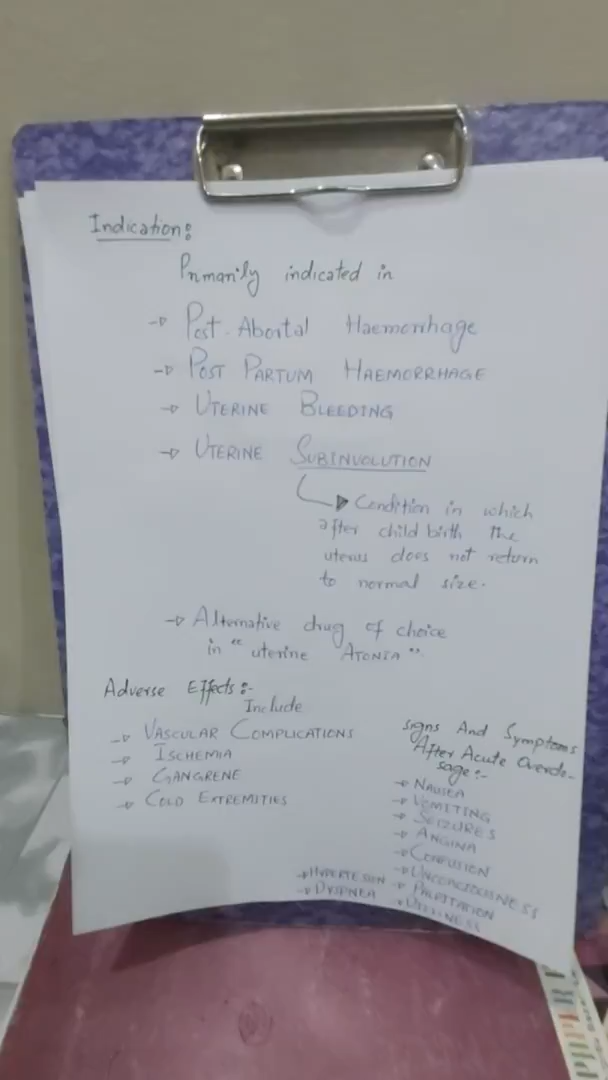 Indication:
Primarily indicated in
Post-Abortal Haemorrhage
POST PARTUM HAEMORRHAGE
UTERINE BLEEDING
UTERINE SUBINVOLUTION
Condition in which
after child birth the
uterus does not return
to normal size.
Alternative drug of choice
in "uterine ATONIA".
Adverse Effects:-
Include
VASCULAR COMPLICATIONS
ISCHEMIA
GANGRENE
COLD EXTREMITIES
Signs And Symptoms
After Acute Overdo-
sage:-
NAUSEA
VOMITING
SEIZURES
ANGINA
CONFUSION
PALPITATION